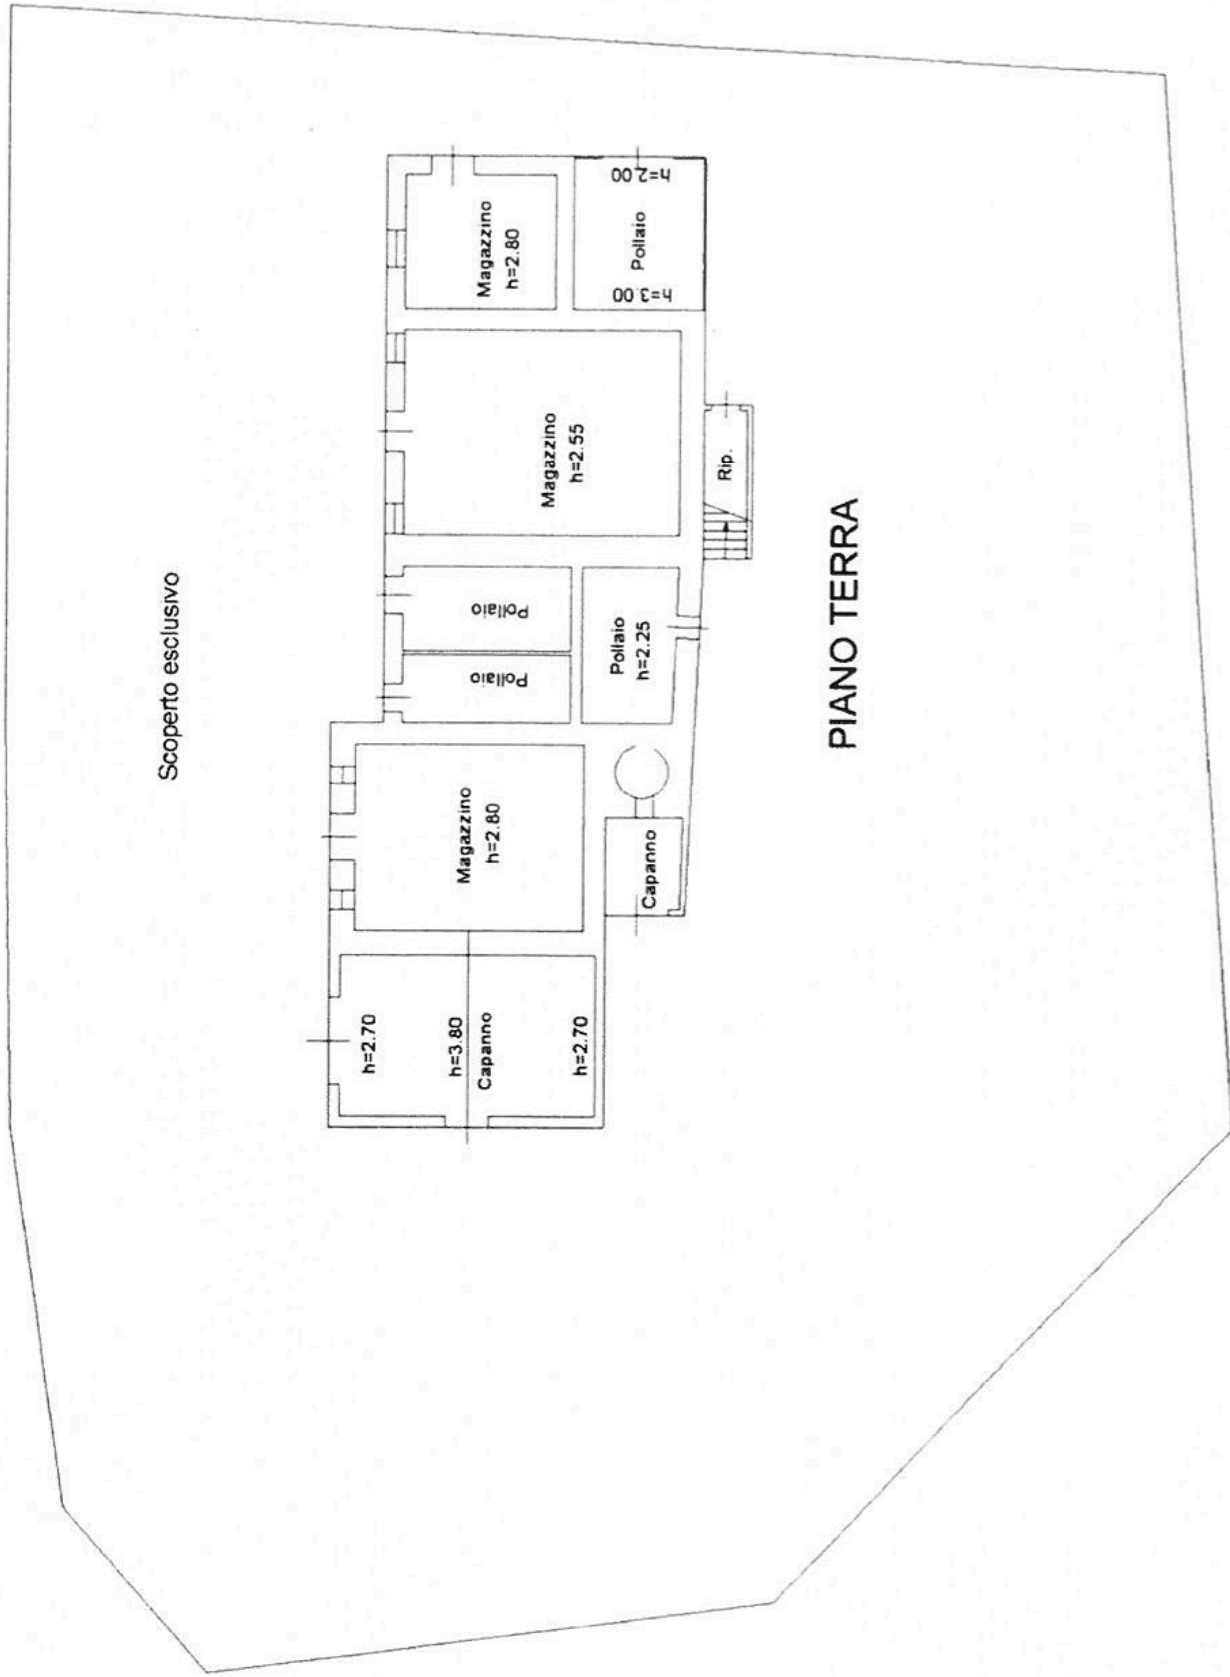 Scoperto esclusivo
h=2.70
h=3.80
Capanno
h=2.70
Magazzino
h=2.80
Capanno
Pollaio
Pollaio
Pollaio
h=2.25
Magazzino
h=2.55
Rip.
Magazzino
h=2.80
h=3.00
Pollaio
h=2.00
PIANO TERRA